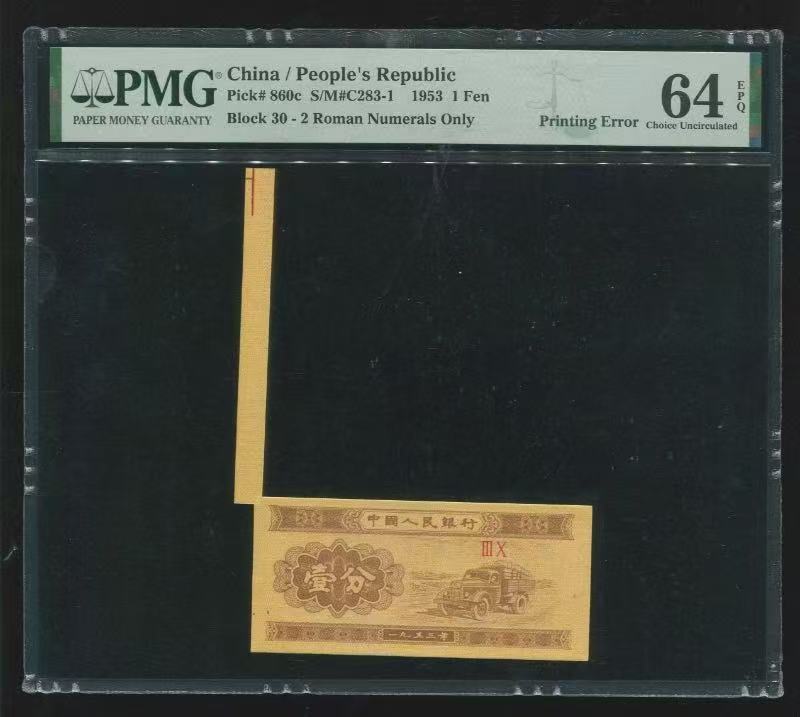 PMG®
PAPER MONEY GUARANTY
China / People's Republic
Pick# 860c S/M#C283-1 1953 1 Fen
Block 30 - 2 Roman Numerals Only
Printing Error
64
EPQ
Choice Uncirculated
中國人民銀行
III X
壹分
一九五三年